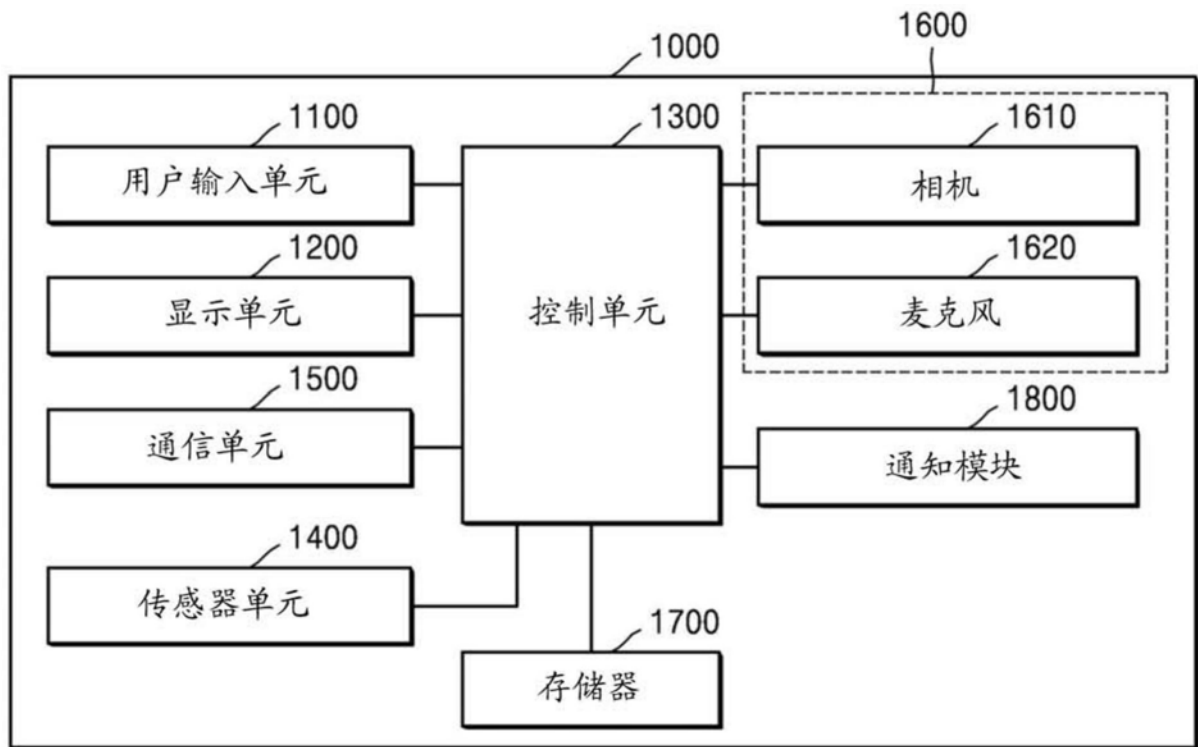 1600
1000
1100
1300
1610
用户输入单元
相机
1200
1620
显示单元
控制单元
麦克风
1500
1800
通信单元
通知模块
1400
传感器单元
1700
存储器